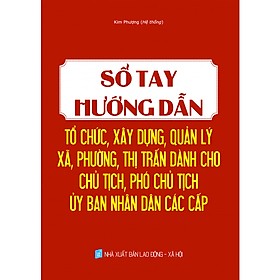 Kim Phượng (Hệ thống)
SỔ TAY
HƯỚNG DẪN
TỔ CHỨC, XÂY DỰNG, QUẢN LÝ
XÃ, PHƯỜNG, THỊ TRẤN DÀNH CHO
CHỦ TỊCH, PHÓ CHỦ TỊCH
ỦY BAN NHÂN DÂN CÁC CẤP
NHÀ XUẤT BẢN LAO ĐỘNG - XÃ HỘI